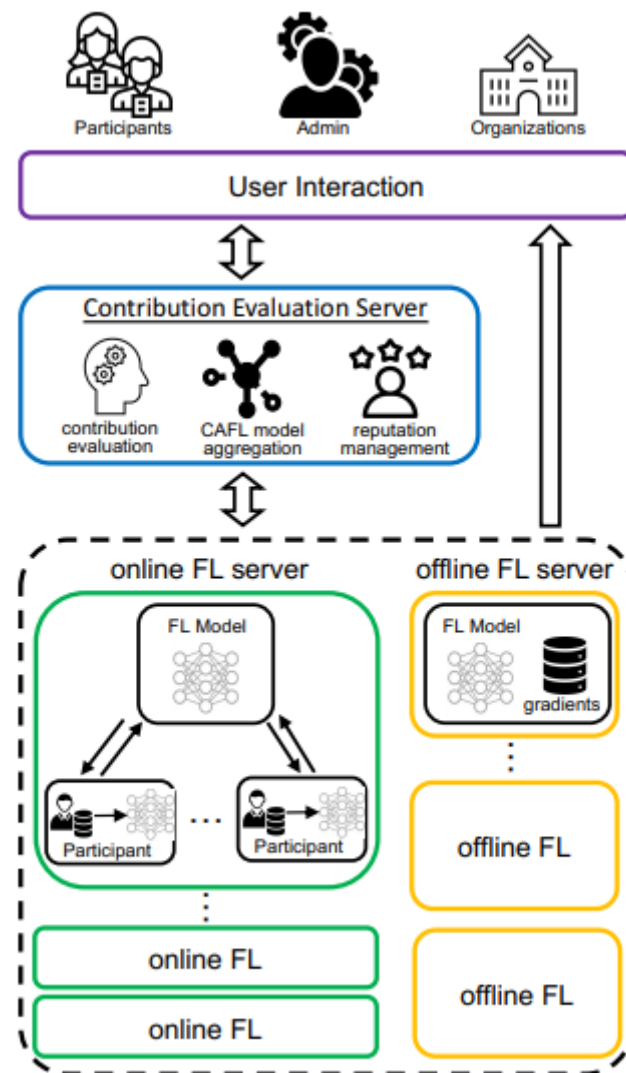 Participants
Admin
Organizations
User Interaction
Contribution Evaluation Server
contribution
evaluation
CAFL model
aggregation
reputation
management
online FL server
offline FL server
FL Model
FL Model
gradients
Participant
...
Participant
online FL
online FL
offline FL
offline FL